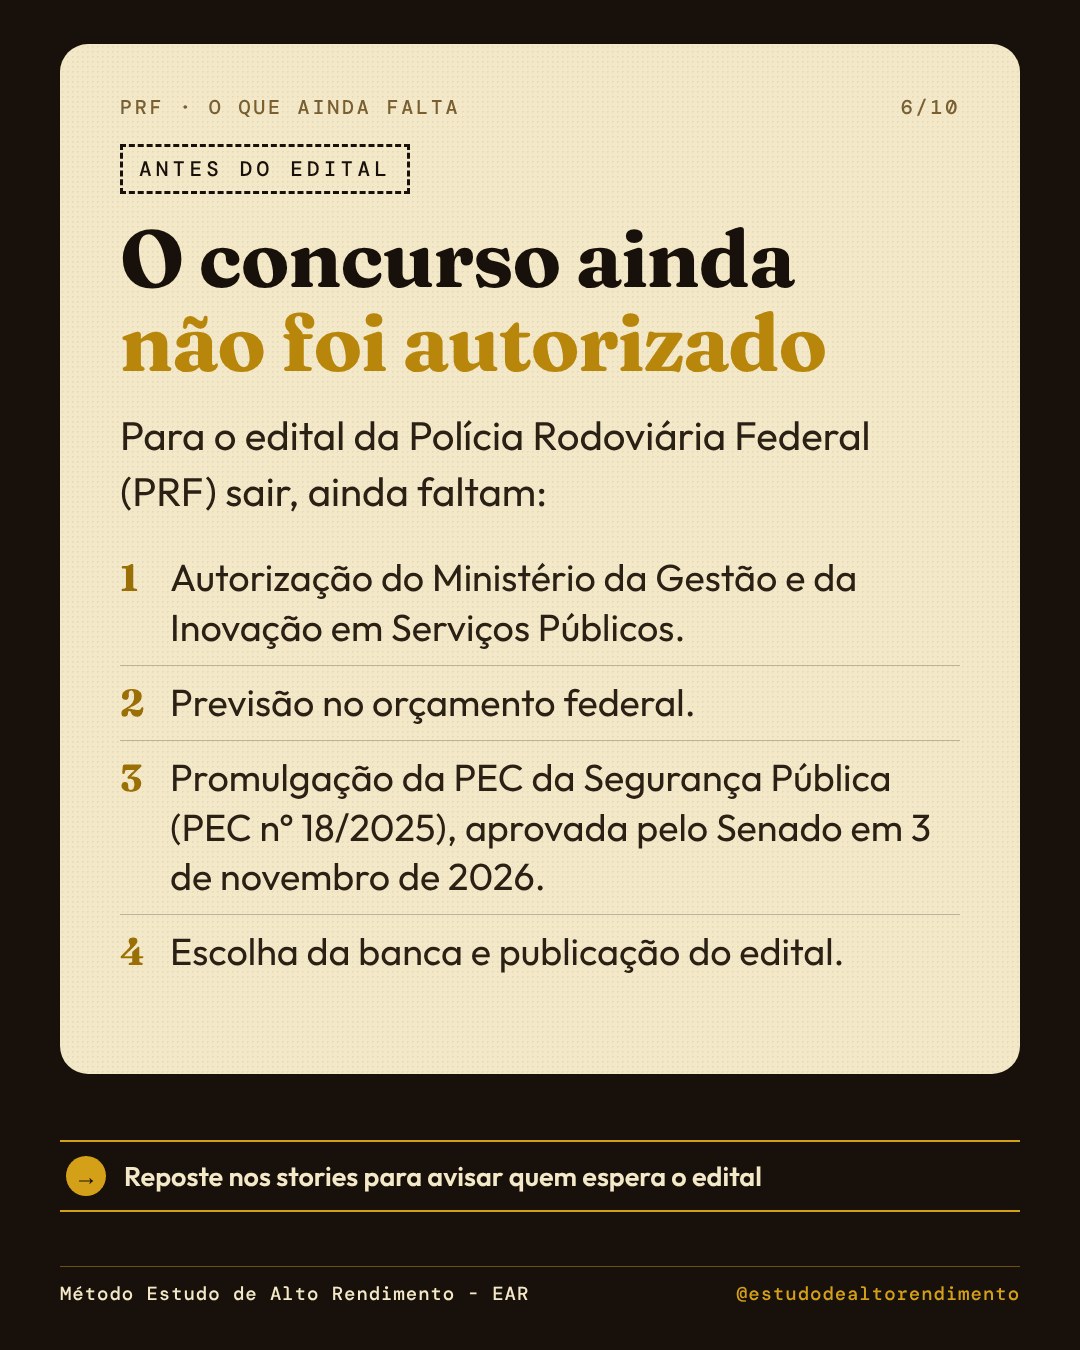 PRF · O QUE AINDA FALTA
6/10
ANTES DO EDITAL
O concurso ainda
não foi autorizado
Para o edital da Polícia Rodoviária Federal
(PRF) sair, ainda faltam:
1 Autorização do Ministério da Gestão e da
Inovação em Serviços Públicos.
2 Previsão no orçamento federal.
3 Promulgação da PEC da Segurança Pública
(PEC nº 18/2025), aprovada pelo Senado em 3
de novembro de 2026.
4 Escolha da banca e publicação do edital.
→ Reposte nos stories para avisar quem espera o edital
Método Estudo de Alto Rendimento - EAR
@estudodealtorendimento